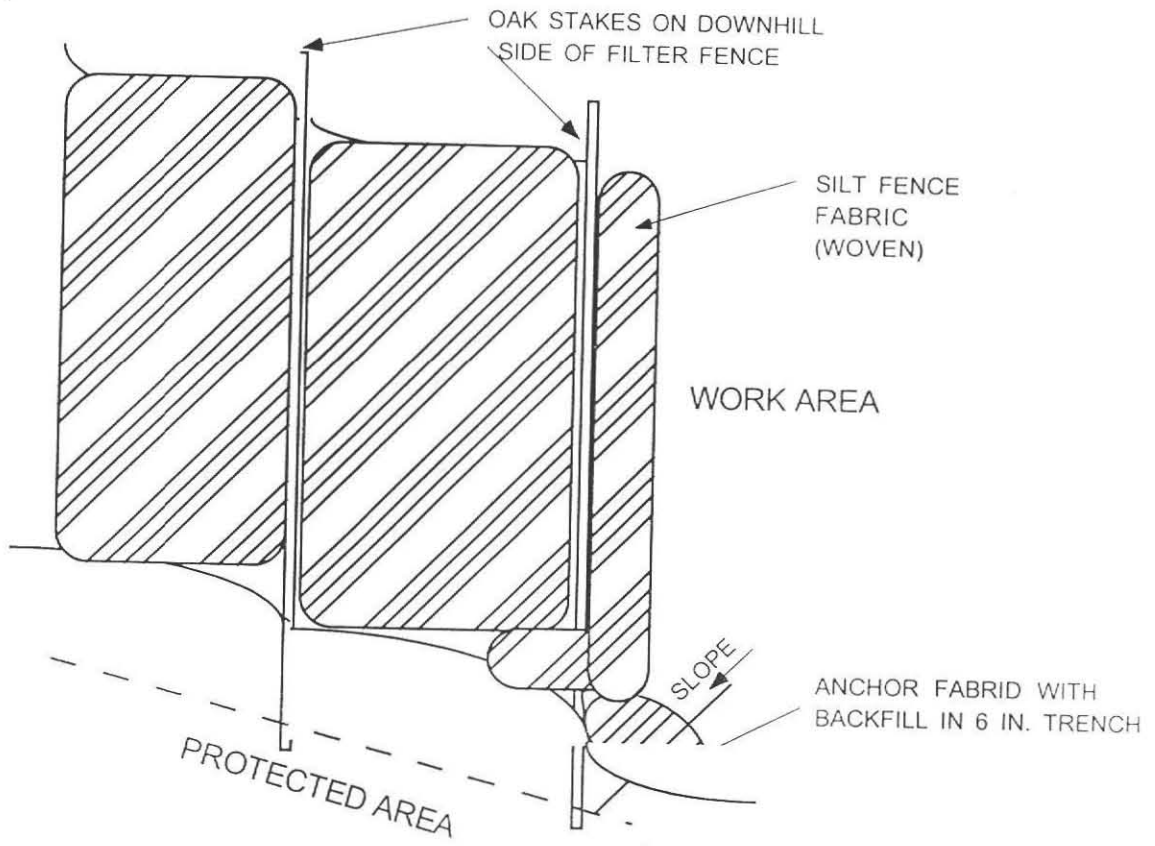 OAK STAKES ON DOWNHILL
SIDE OF FILTER FENCE
SILT FENCE
FABRIC
(WOVEN)
WORK AREA
SLOPE
ANCHOR FABRID WITH
BACKFILL IN 6 IN. TRENCH
PROTECTED AREA